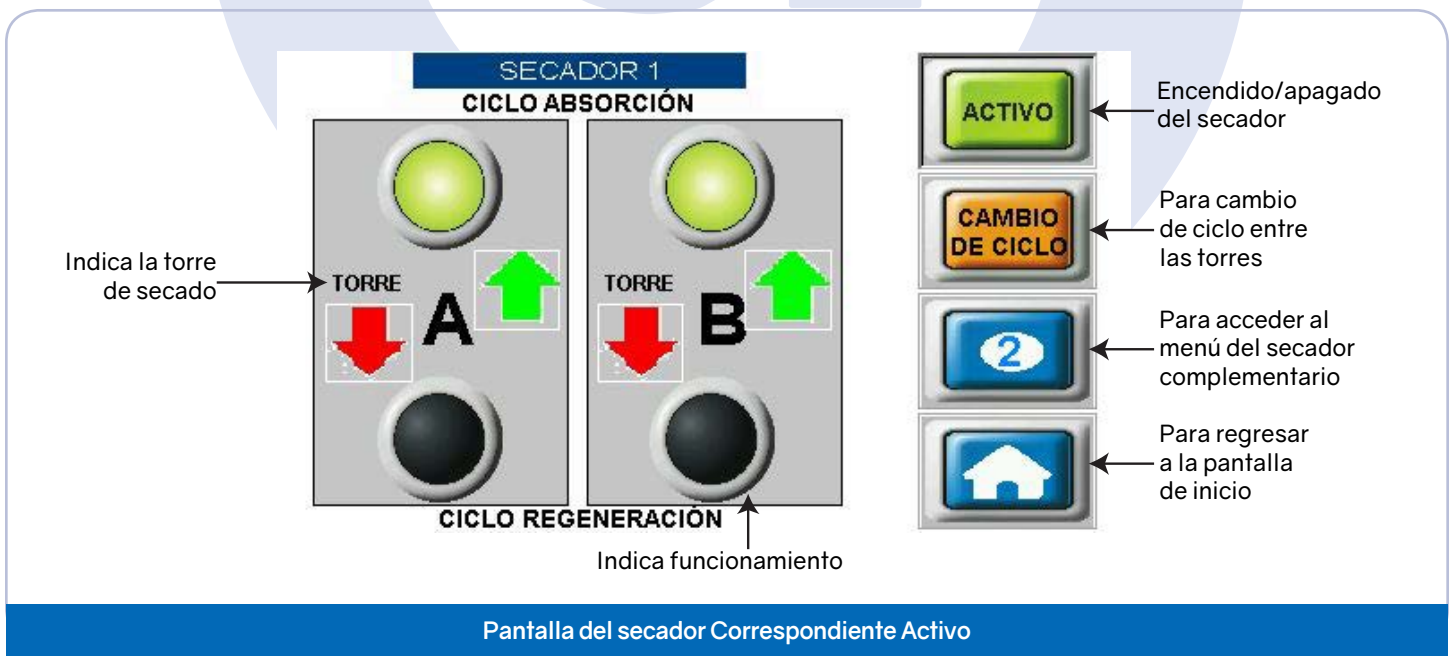 SECADOR 1
CICLO ABSORCIÓN
Indica la torre
de secado
TORRE
A
TORRE
B
CICLO REGENERACIÓN
Indica funcionamiento
ACTIVO
Encendido/apagado
del secador
CAMBIO
DE CICLO
Para cambio
de ciclo entre
las torres
2
Para acceder al
menú del secador
complementario
Para regresar
a la pantalla
de inicio
Pantalla del secador Correspondiente Activo